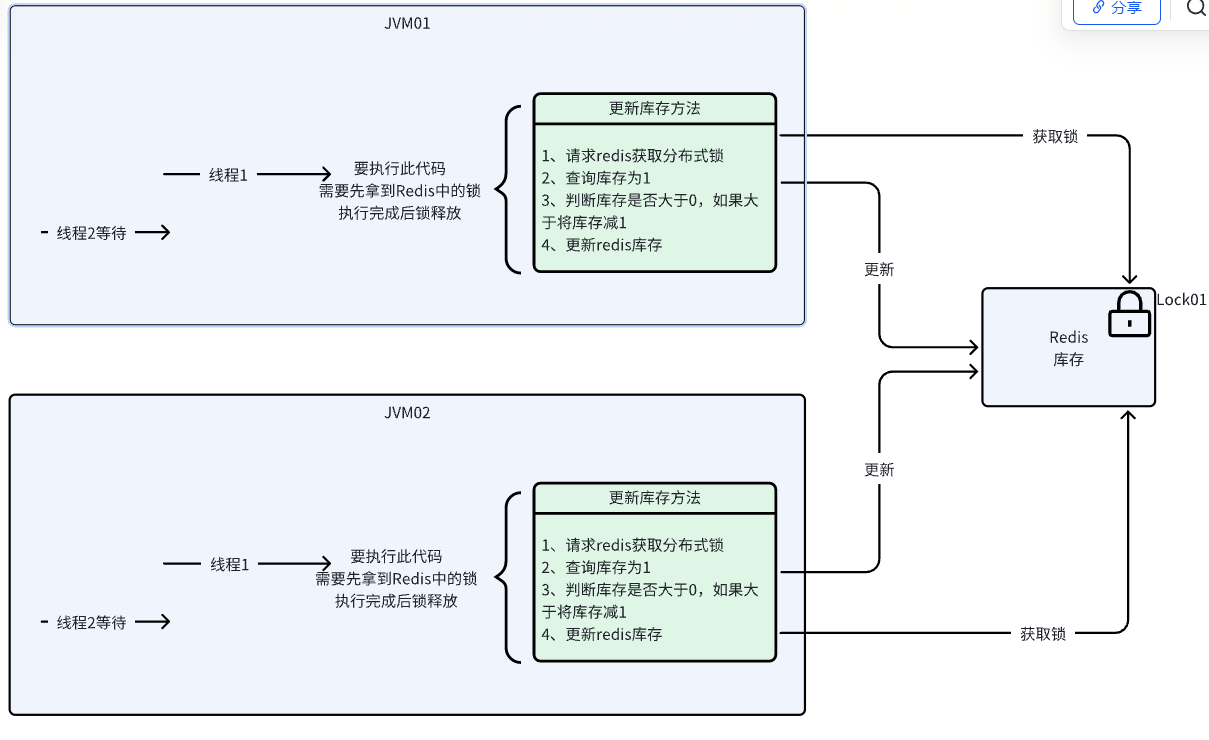 分享
JVM01
更新库存方法
1、请求redis获取分布式锁
2、查询库存为1
3、判断库存是否大于0，如果大
于将库存减1
4、更新redis库存
要执行此代码
需要先拿到Redis中的锁
执行完成后锁释放
线程1
线程2等待
获取锁
更新
Lock01
Redis
库存
JVM02
更新库存方法
1、请求redis获取分布式锁
2、查询库存为1
3、判断库存是否大于0，如果大
于将库存减1
4、更新redis库存
要执行此代码
需要先拿到Redis中的锁
执行完成后锁释放
线程1
线程2等待
更新
获取锁